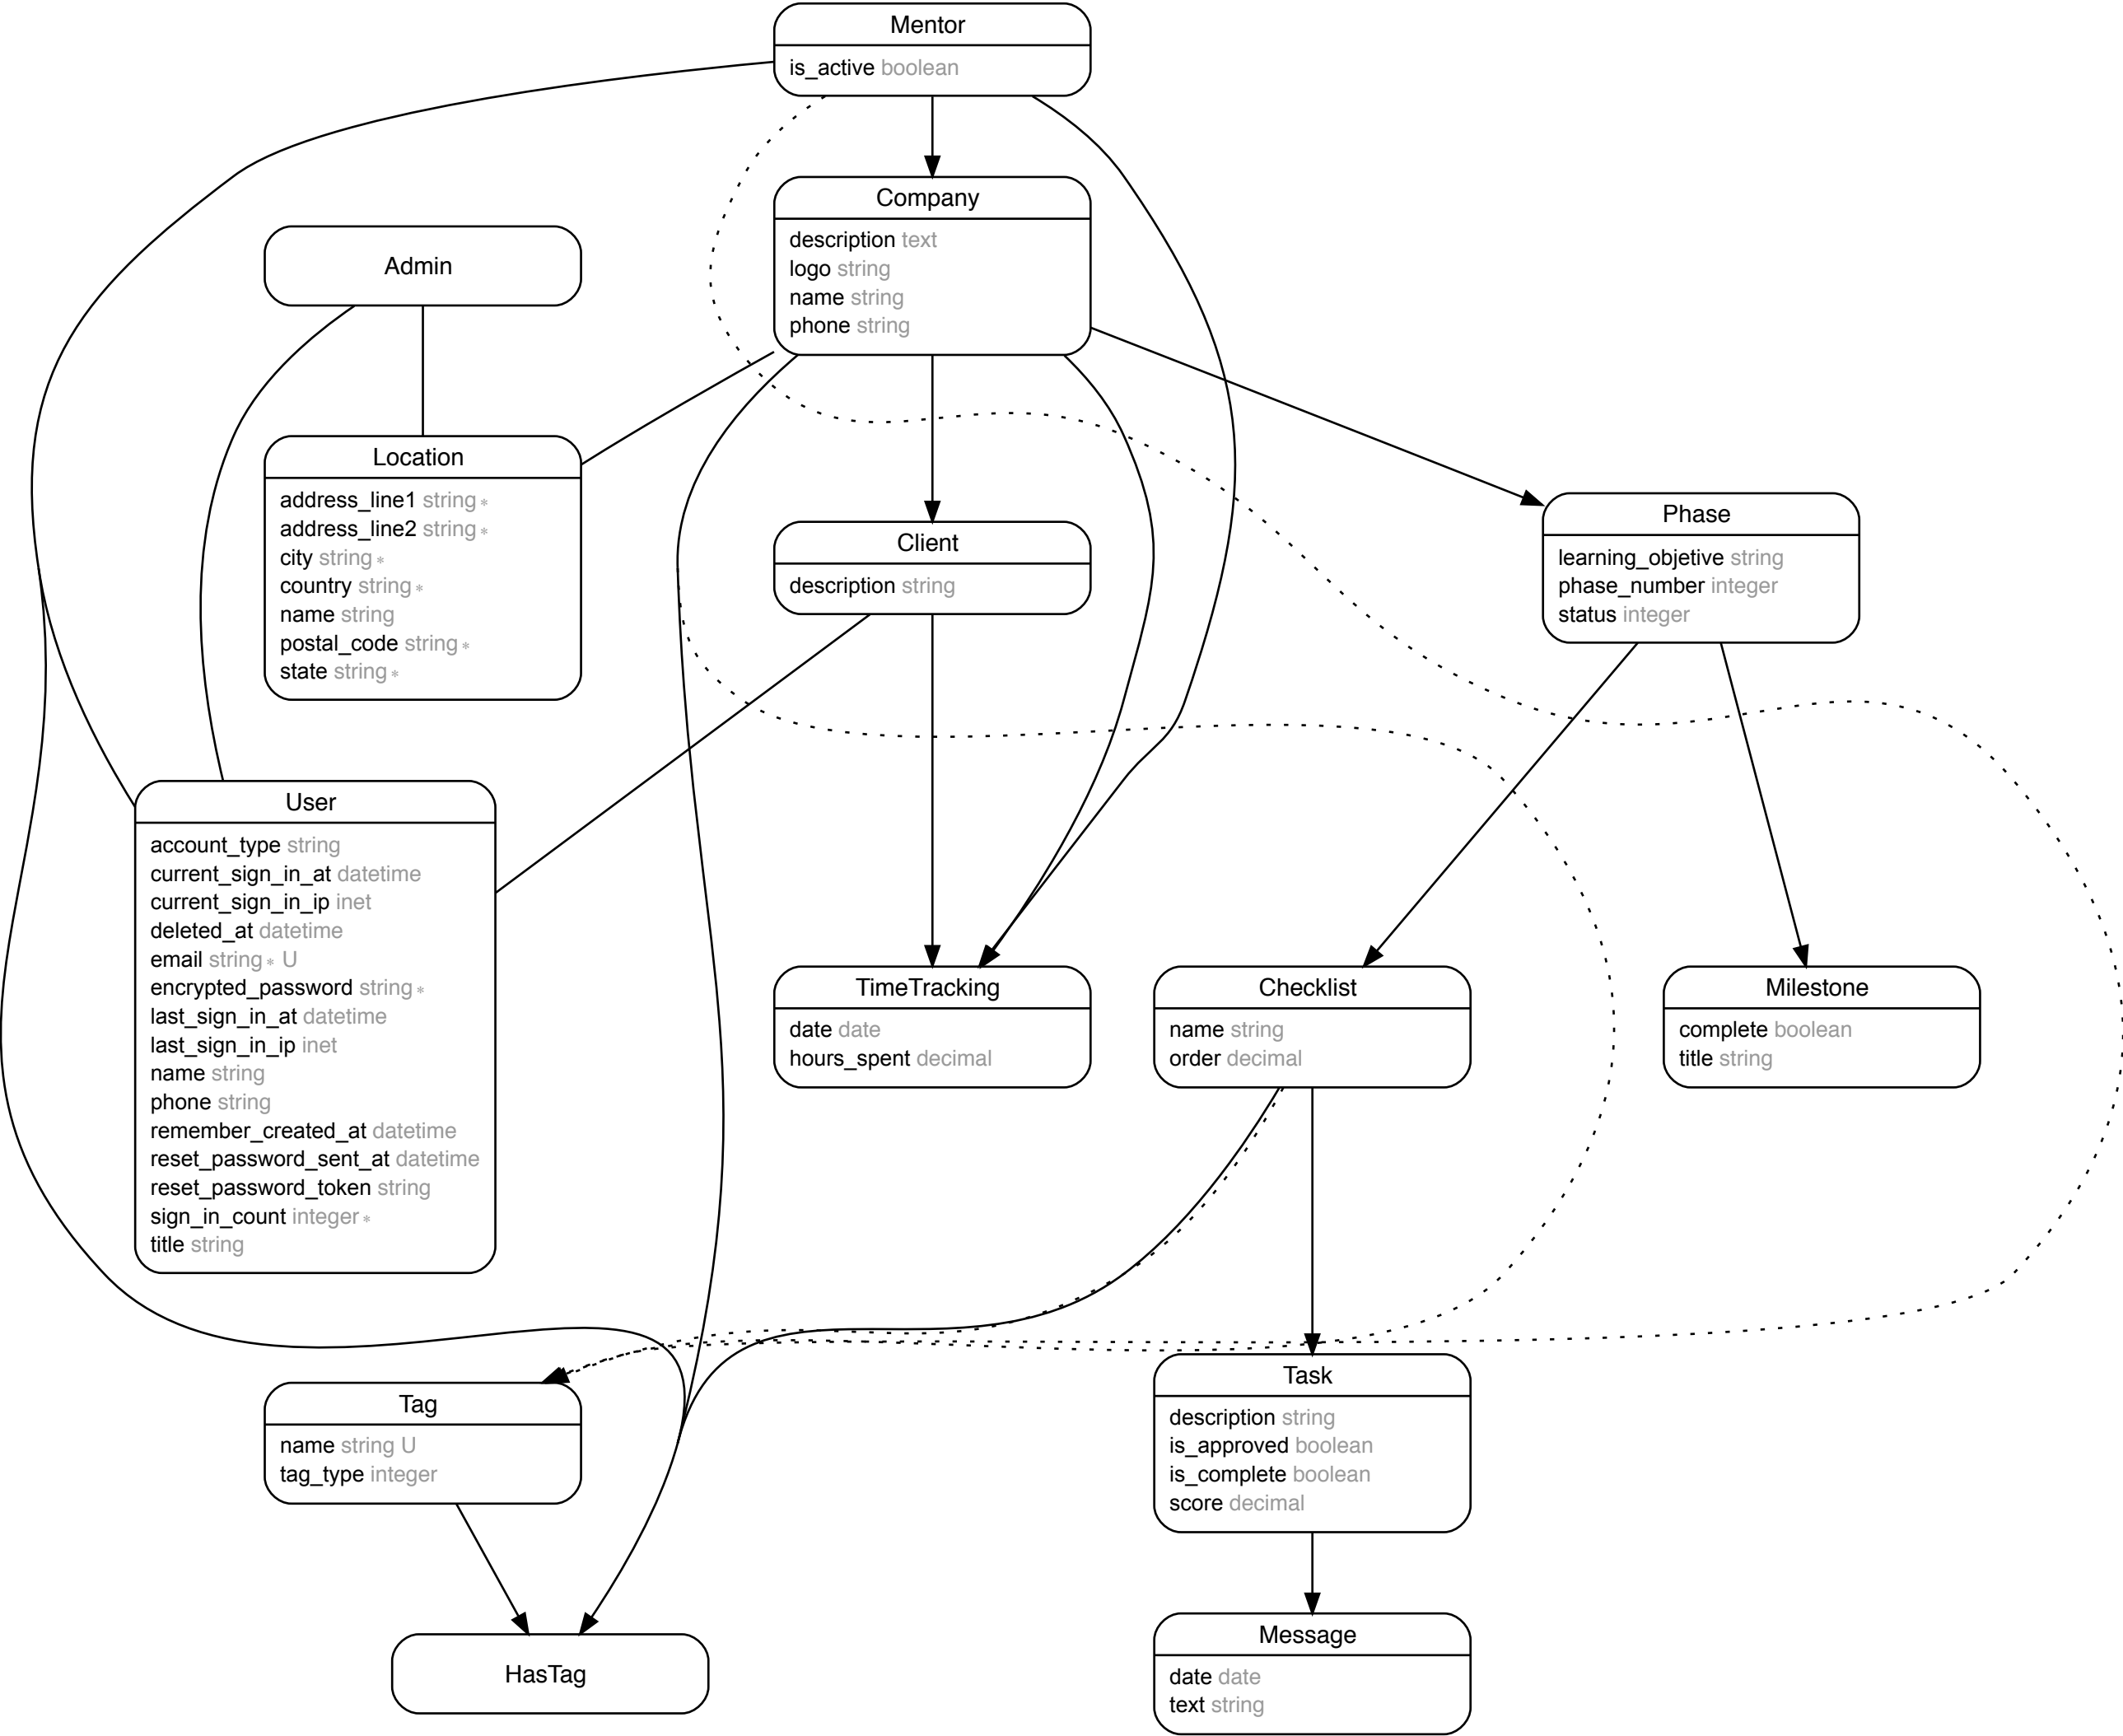 Mentor
is_active boolean
Company
description text
logo string
name string
phone string
Admin
Location
address_line1 string *
address_line2 string *
city string *
country string *
name string
postal_code string *
state string *
Client
description string
Phase
learning_objetive string
phase_number integer
status integer
User
account_type string
current_sign_in_at datetime
current_sign_in_ip inet
deleted_at datetime
email string * U
encrypted_password string *
last_sign_in_at datetime
last_sign_in_ip inet
name string
phone string
remember_created_at datetime
reset_password_sent_at datetime
reset_password_token string
sign_in_count integer *
title string
TimeTracking
date date
hours_spent decimal
Checklist
name string
order decimal
Milestone
complete boolean
title string
Tag
name string U
tag_type integer
Task
description string
is_approved boolean
is_complete boolean
score decimal
HasTag
Message
date date
text string